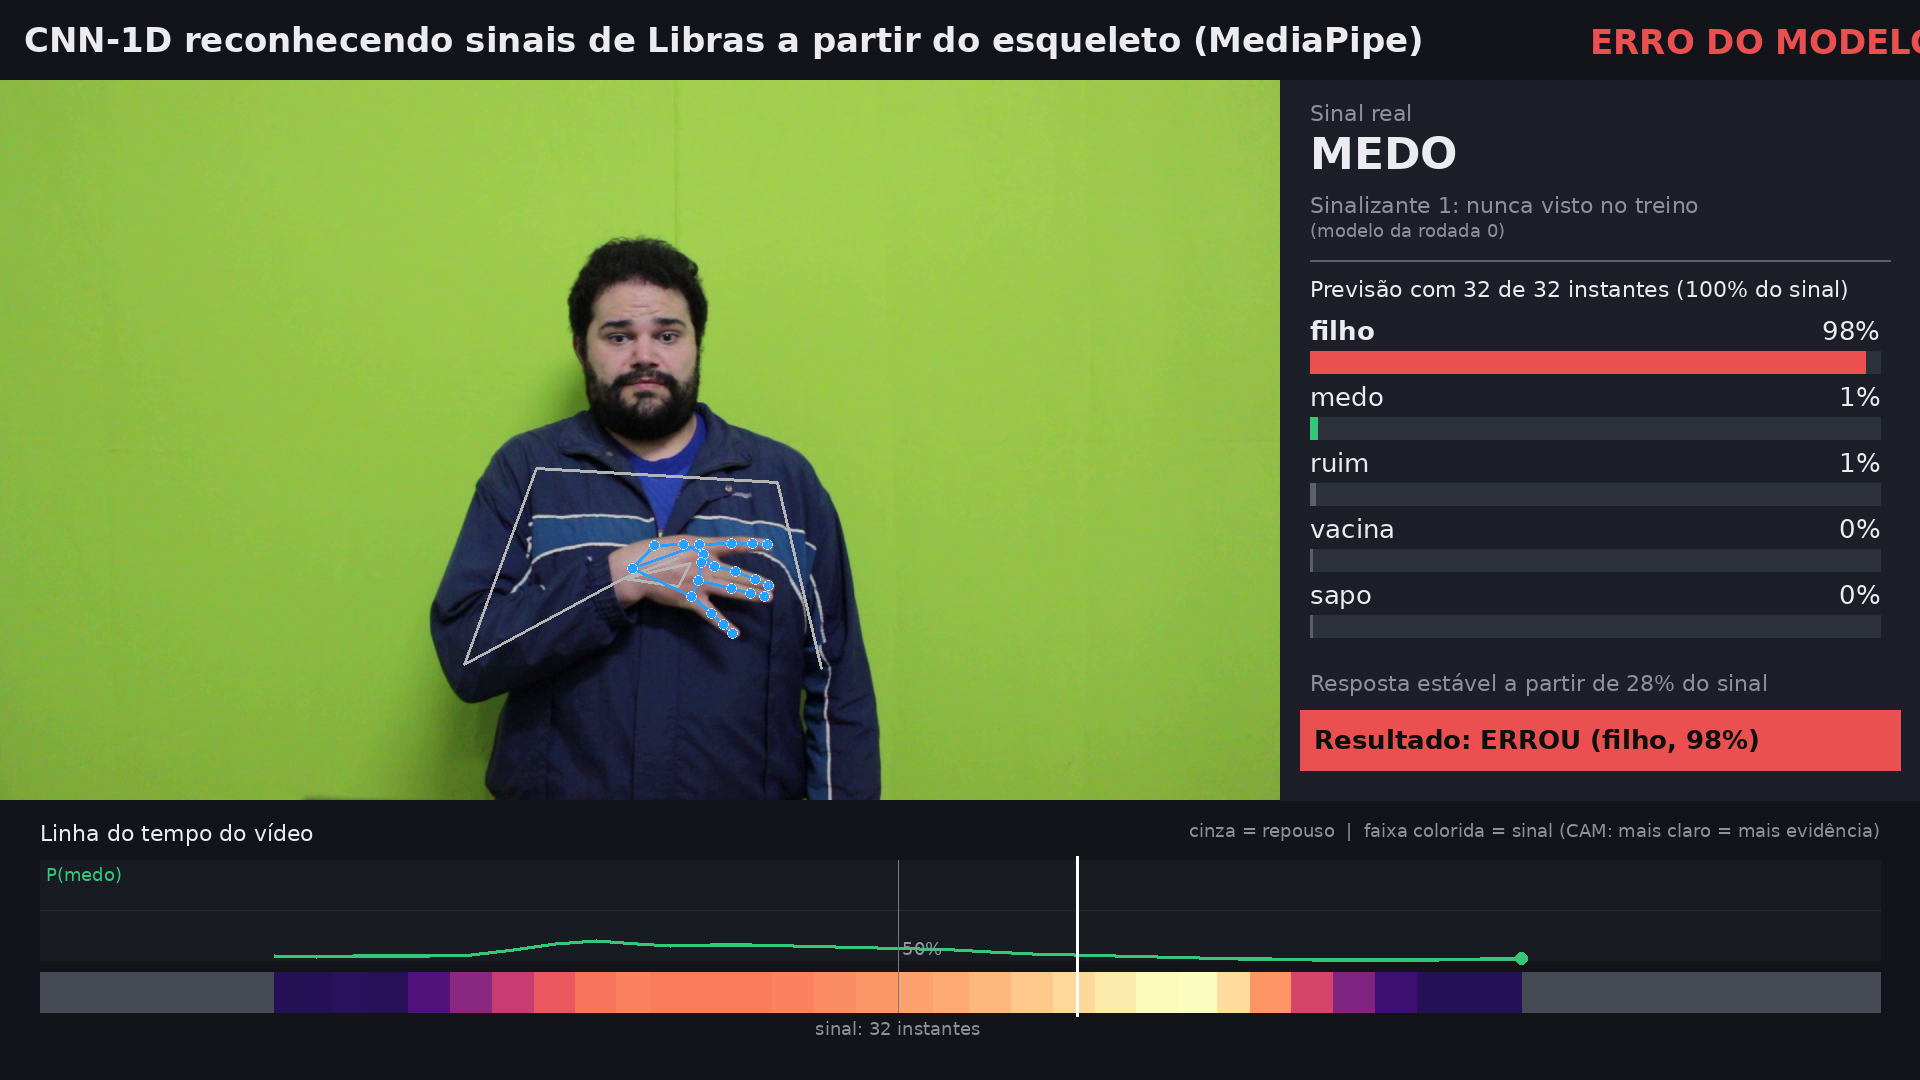 CNN-1D reconhecendo sinais de Libras a partir do esqueleto (MediaPipe)
ERRO DO MODELO
Sinal real
MEDO
Sinalizante 1: nunca visto no treino
(modelo da rodada 0)
Previsão com 32 de 32 instantes (100% do sinal)
filho 98%
medo 1%
ruim 1%
vacina 0%
sapo 0%
Resposta estável a partir de 28% do sinal
Resultado: ERROU (filho, 98%)
Linha do tempo do vídeo
cinza = repouso | faixa colorida = sinal (CAM: mais claro = mais evidência)
P(medo)
50%
sinal: 32 instantes